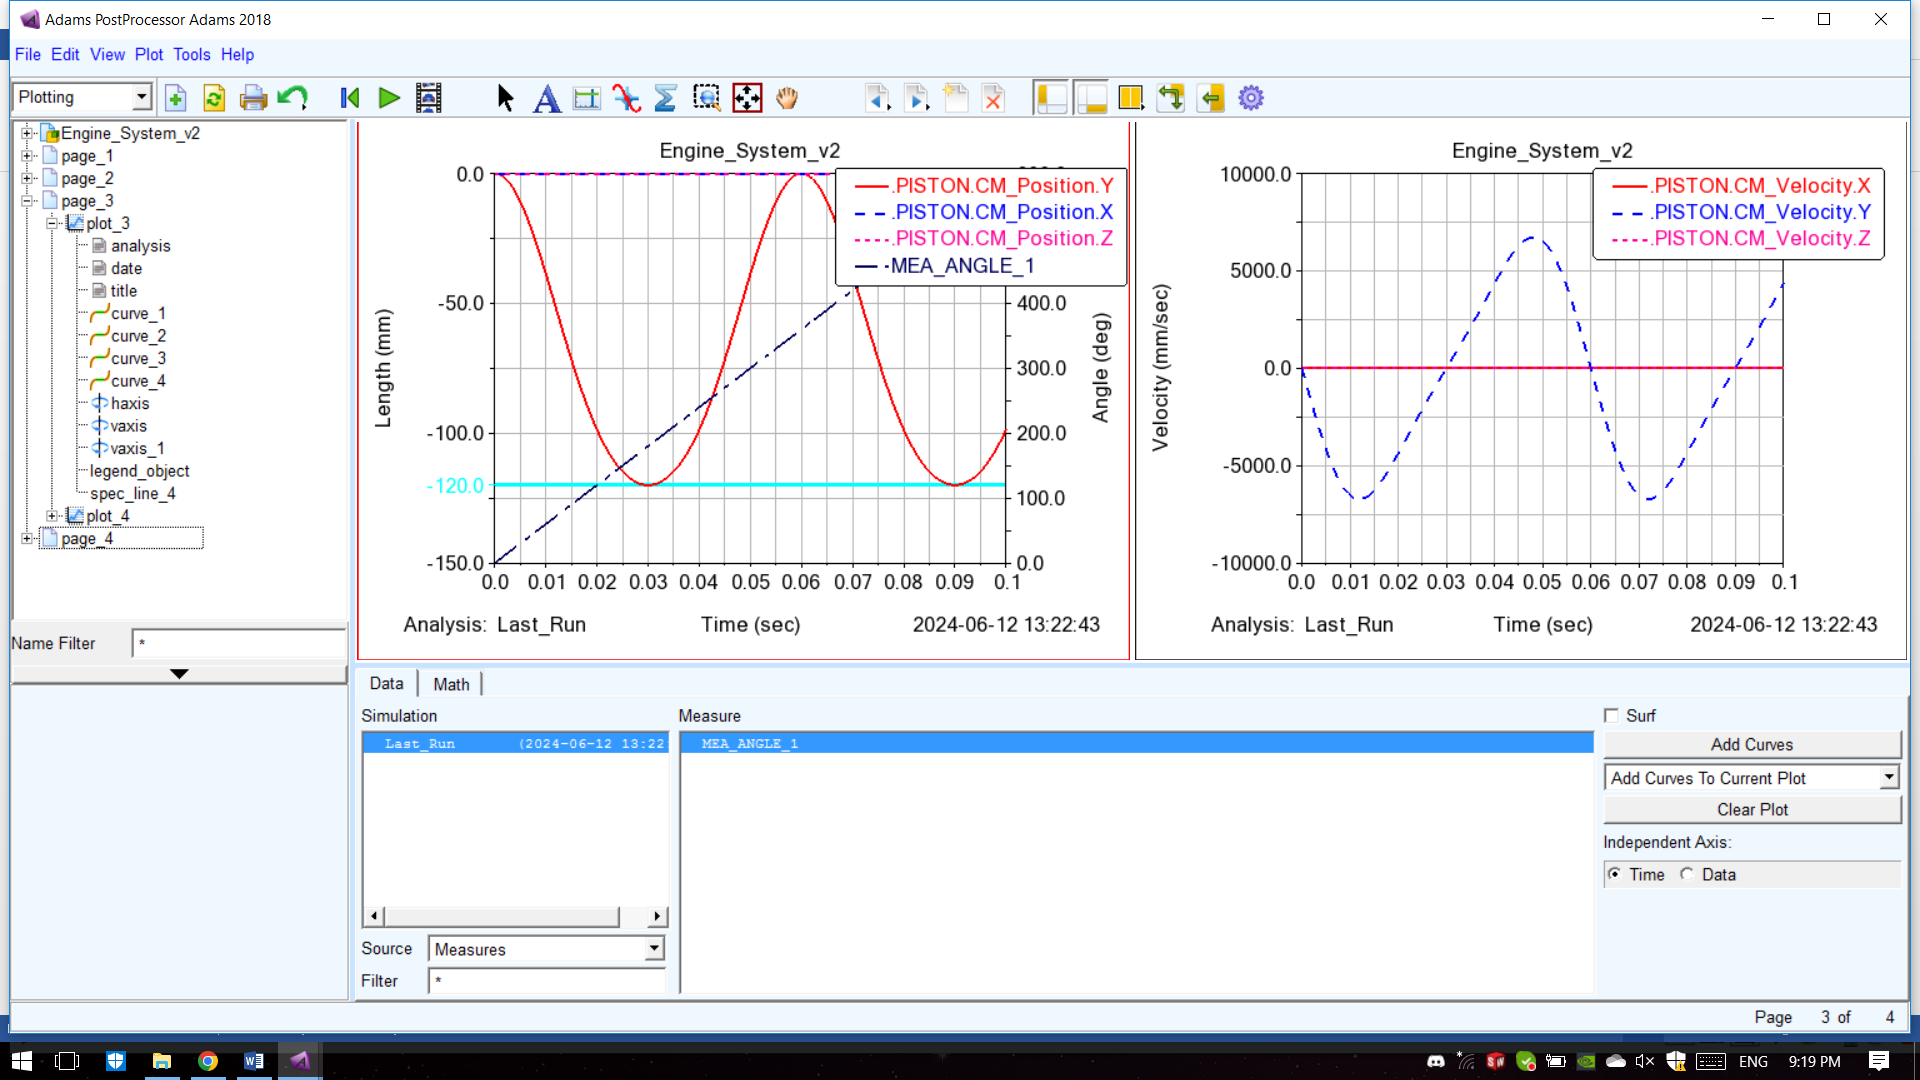 Adams PostProcessor Adams 2018
File Edit View Plot Tools Help
Plotting
Engine_System_v2
page_1
page_2
page_3
plot_3
analysis
date
title
curve_1
curve_2
curve_3
curve_4
haxis
vaxis
vaxis_1
legend_object
spec_line_4
plot_4
page_4
Name Filter *
Engine_System_v2
.PISTON.CM_Position.Y
.PISTON.CM_Position.X
.PISTON.CM_Position.Z
MEA_ANGLE_1
Length (mm)
0.0
-50.0
-100.0
-120.0
-150.0
Angle (deg)
400.0
300.0
200.0
100.0
0.0
0.0 0.01 0.02 0.03 0.04 0.05 0.06 0.07 0.08 0.09 0.1
Analysis: Last_Run Time (sec) 2024-06-12 13:22:43
Engine_System_v2
.PISTON.CM_Velocity.X
.PISTON.CM_Velocity.Y
.PISTON.CM_Velocity.Z
Velocity (mm/sec)
10000.0
5000.0
0.0
-5000.0
-10000.0
0.0 0.01 0.02 0.03 0.04 0.05 0.06 0.07 0.08 0.09 0.1
Analysis: Last_Run Time (sec) 2024-06-12 13:22:43
Data Math
Simulation
Last_Run (2024-06-12 13:22
Source Measures
Filter *
Measure
MEA_ANGLE_1
Surf
Add Curves
Add Curves To Current Plot
Clear Plot
Independent Axis:
Time Data
Page 3 of 4
ENG 9:19 PM